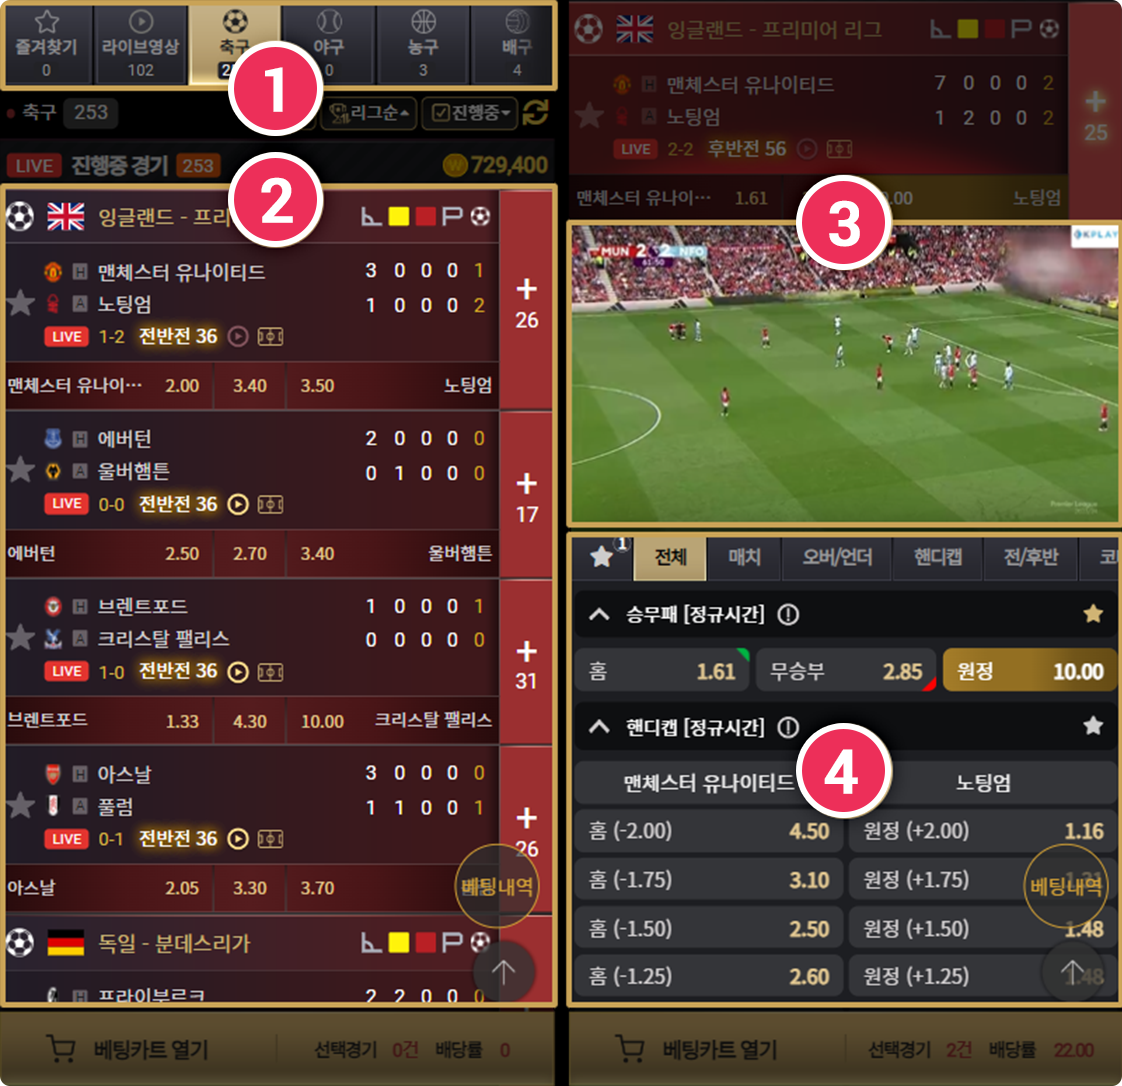 즐겨찾기 라이브영상 축구 야구 농구 배구
0 102 0 3 4
1
축구 253 리그순 진행중
LIVE 진행중 경기 253 729,400
2
잉글랜드 - 프리
H 맨체스터 유나이티드 3 0 0 0 1
A 노팅엄 1 0 0 0 2
LIVE 1-2 전반전 36
+ 26
맨체스터 유나이··· 2.00 3.40 3.50 노팅엄
H 에버턴 2 0 0 0 0
A 울버햄튼 0 1 0 0 0
LIVE 0-0 전반전 36
+ 17
에버턴 2.50 2.70 3.40 울버햄튼
H 브렌트포드 1 0 0 0 1
A 크리스탈 팰리스 0 0 0 0 0
LIVE 1-0 전반전 36
+ 31
브렌트포드 1.33 4.30 10.00 크리스탈 팰리스
H 아스날 3 0 0 0 0
A 풀럼 1 1 0 0 1
LIVE 0-1 전반전 36
+ 26
아스날 2.05 3.30 3.70
베팅내역
독일 - 분데스리가
H 프라이부르크 2 2 0 0 0
베팅카트 열기 선택경기 0건 배당률 0
잉글랜드 - 프리미어 리그
H 맨체스터 유나이티드 7 0 0 0 2
A 노팅엄 1 2 0 0 2
LIVE 2-2 후반전 56
+ 25
맨체스터 유나이··· 1.61 노팅엄
3
MUN 2 2 NFO
KPLAY
Premier League
1
전체 매치 오버/언더 핸디캡 전/후반
승무패 [정규시간]
홈 1.61 무승부 2.85 원정 10.00
핸디캡 [정규시간]
4
맨체스터 유나이티드 노팅엄
홈 (-2.00) 4.50 원정 (+2.00) 1.16
홈 (-1.75) 3.10 원정 (+1.75)
베팅내역
홈 (-1.50) 2.50 원정 (+1.50) 1.48
홈 (-1.25) 2.60 원정 (+1.25) 1.48
베팅카트 열기 선택경기 2건 배당률 22.00